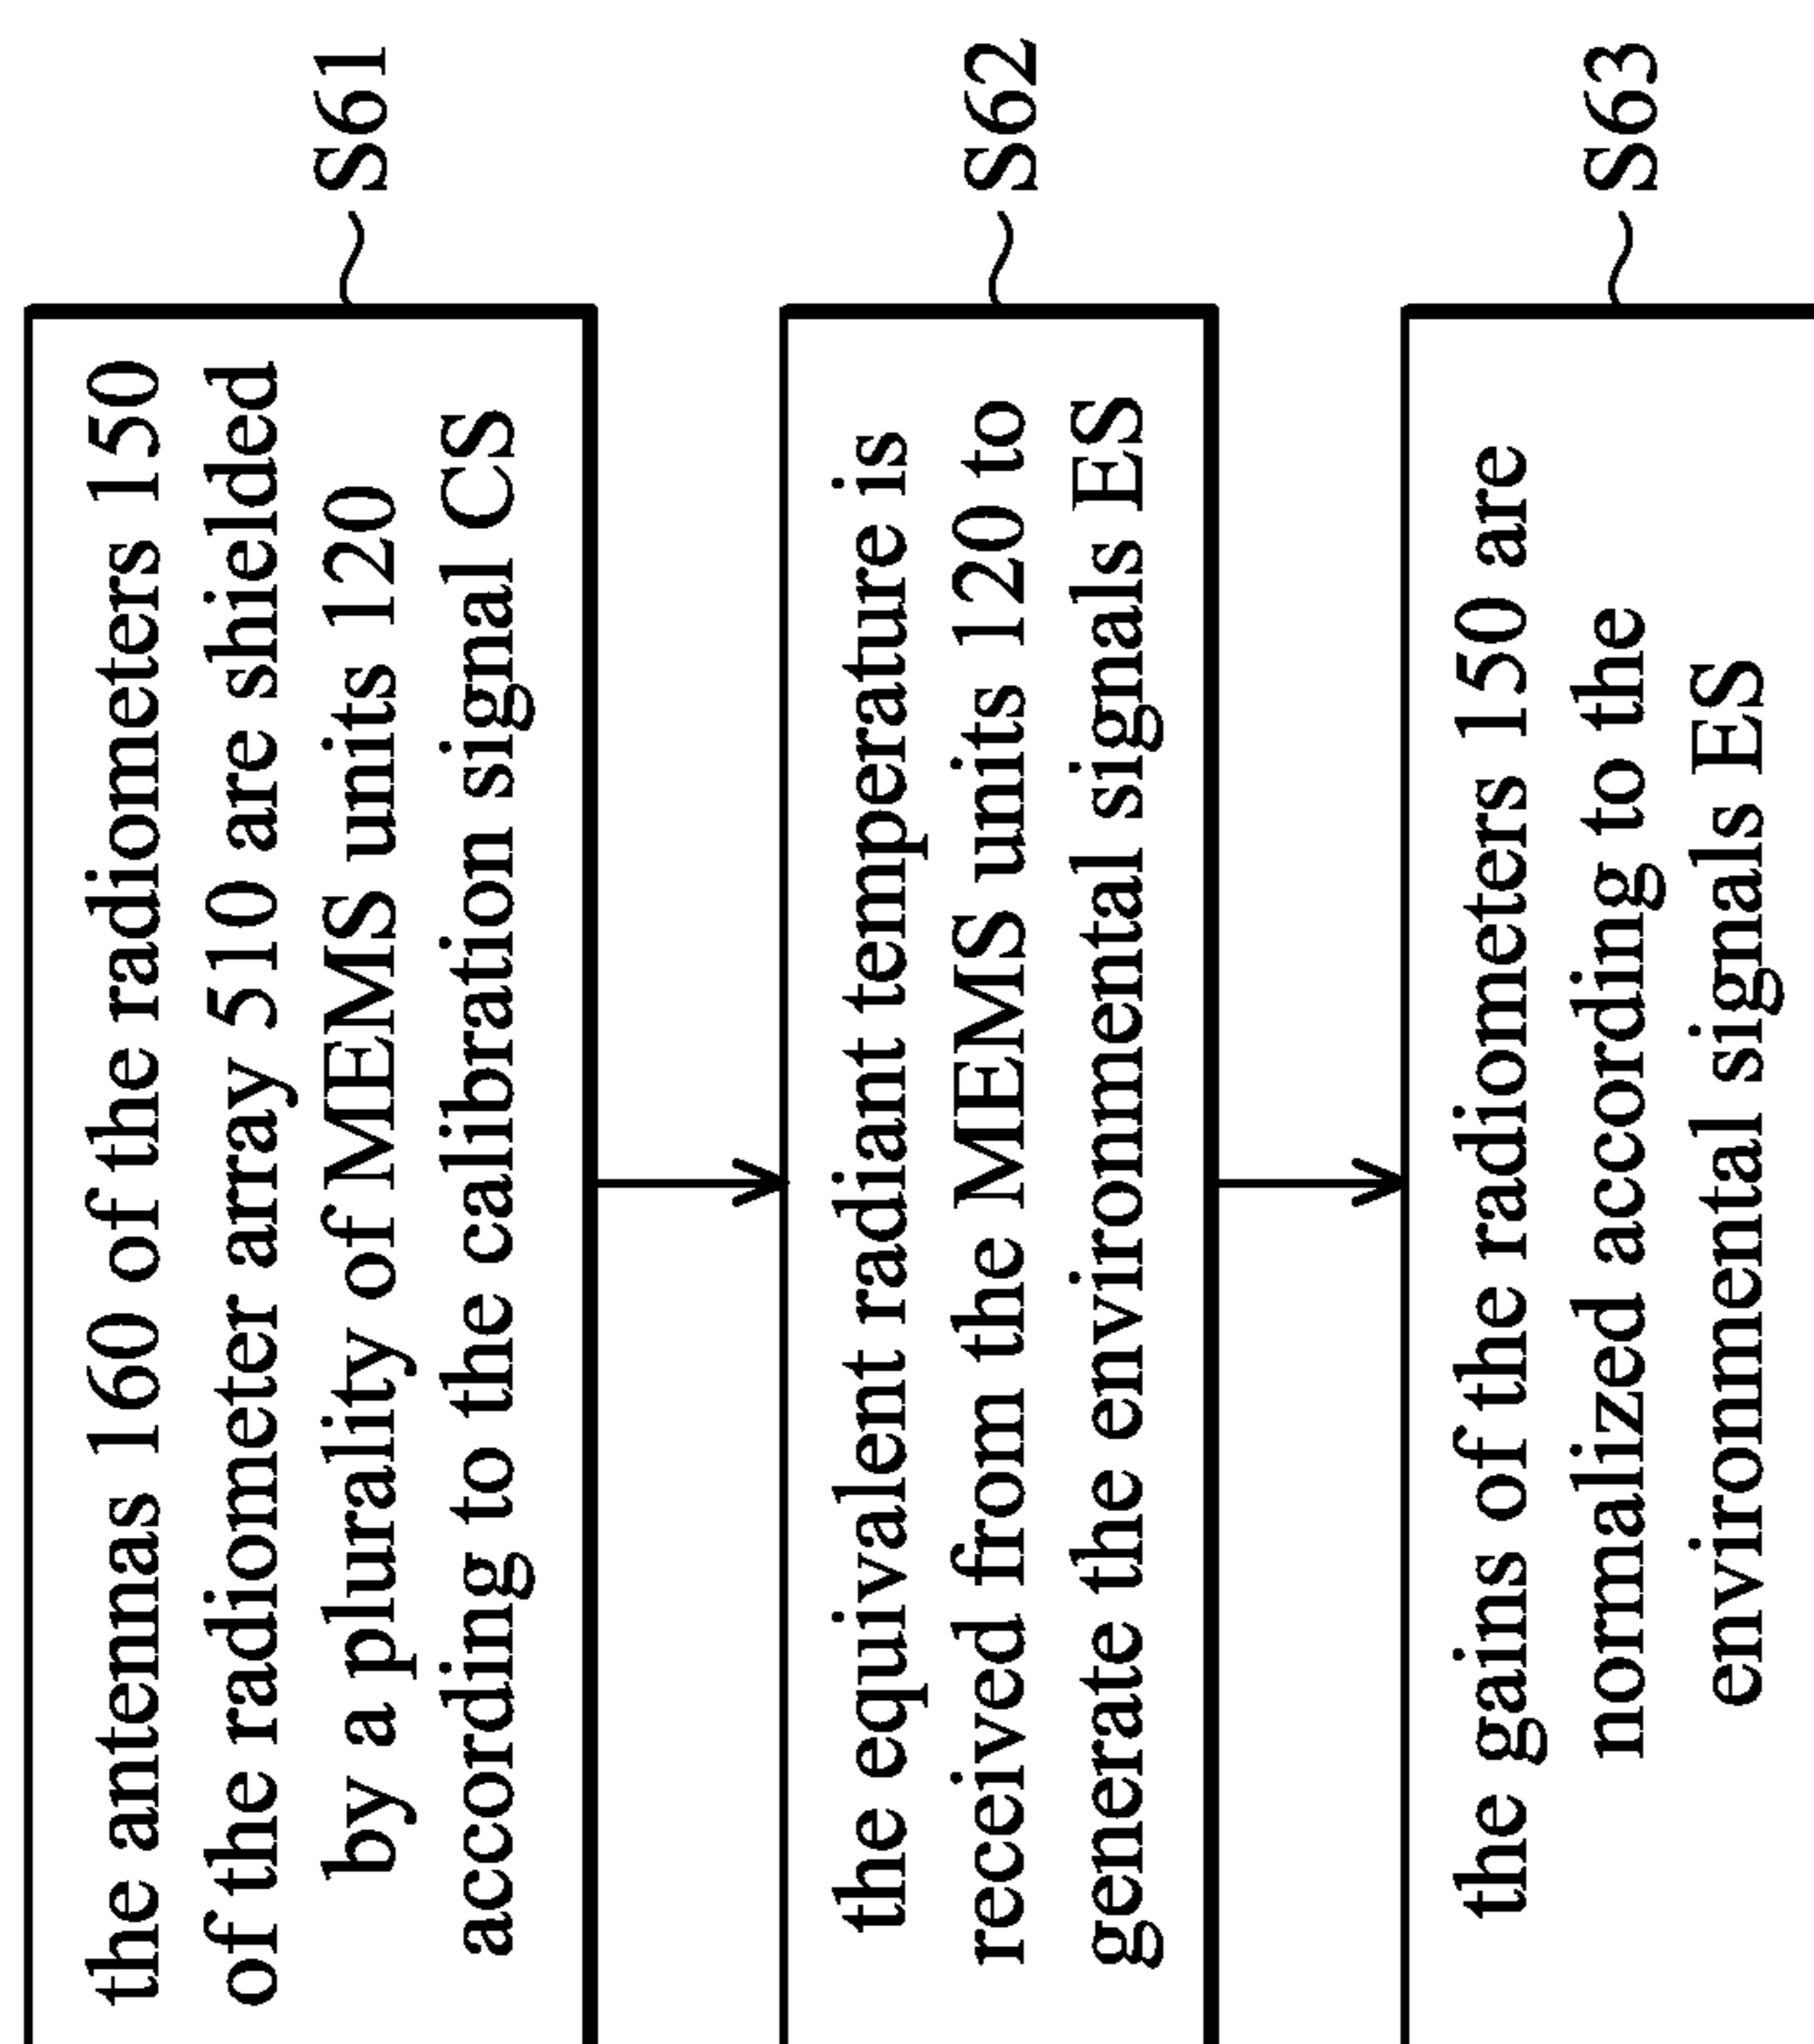 the antennas 160 of the radiometers 150
of the radiometer array 510 are shielded
by a plurality of MEMS units 120
according to the calibration signal CS
S61
the equivalent radiant temperature is
received from the MEMS units 120 to
generate the environmental signals ES
S62
the gains of the radiometers 150 are
normalized according to the
environmental signals ES
S63